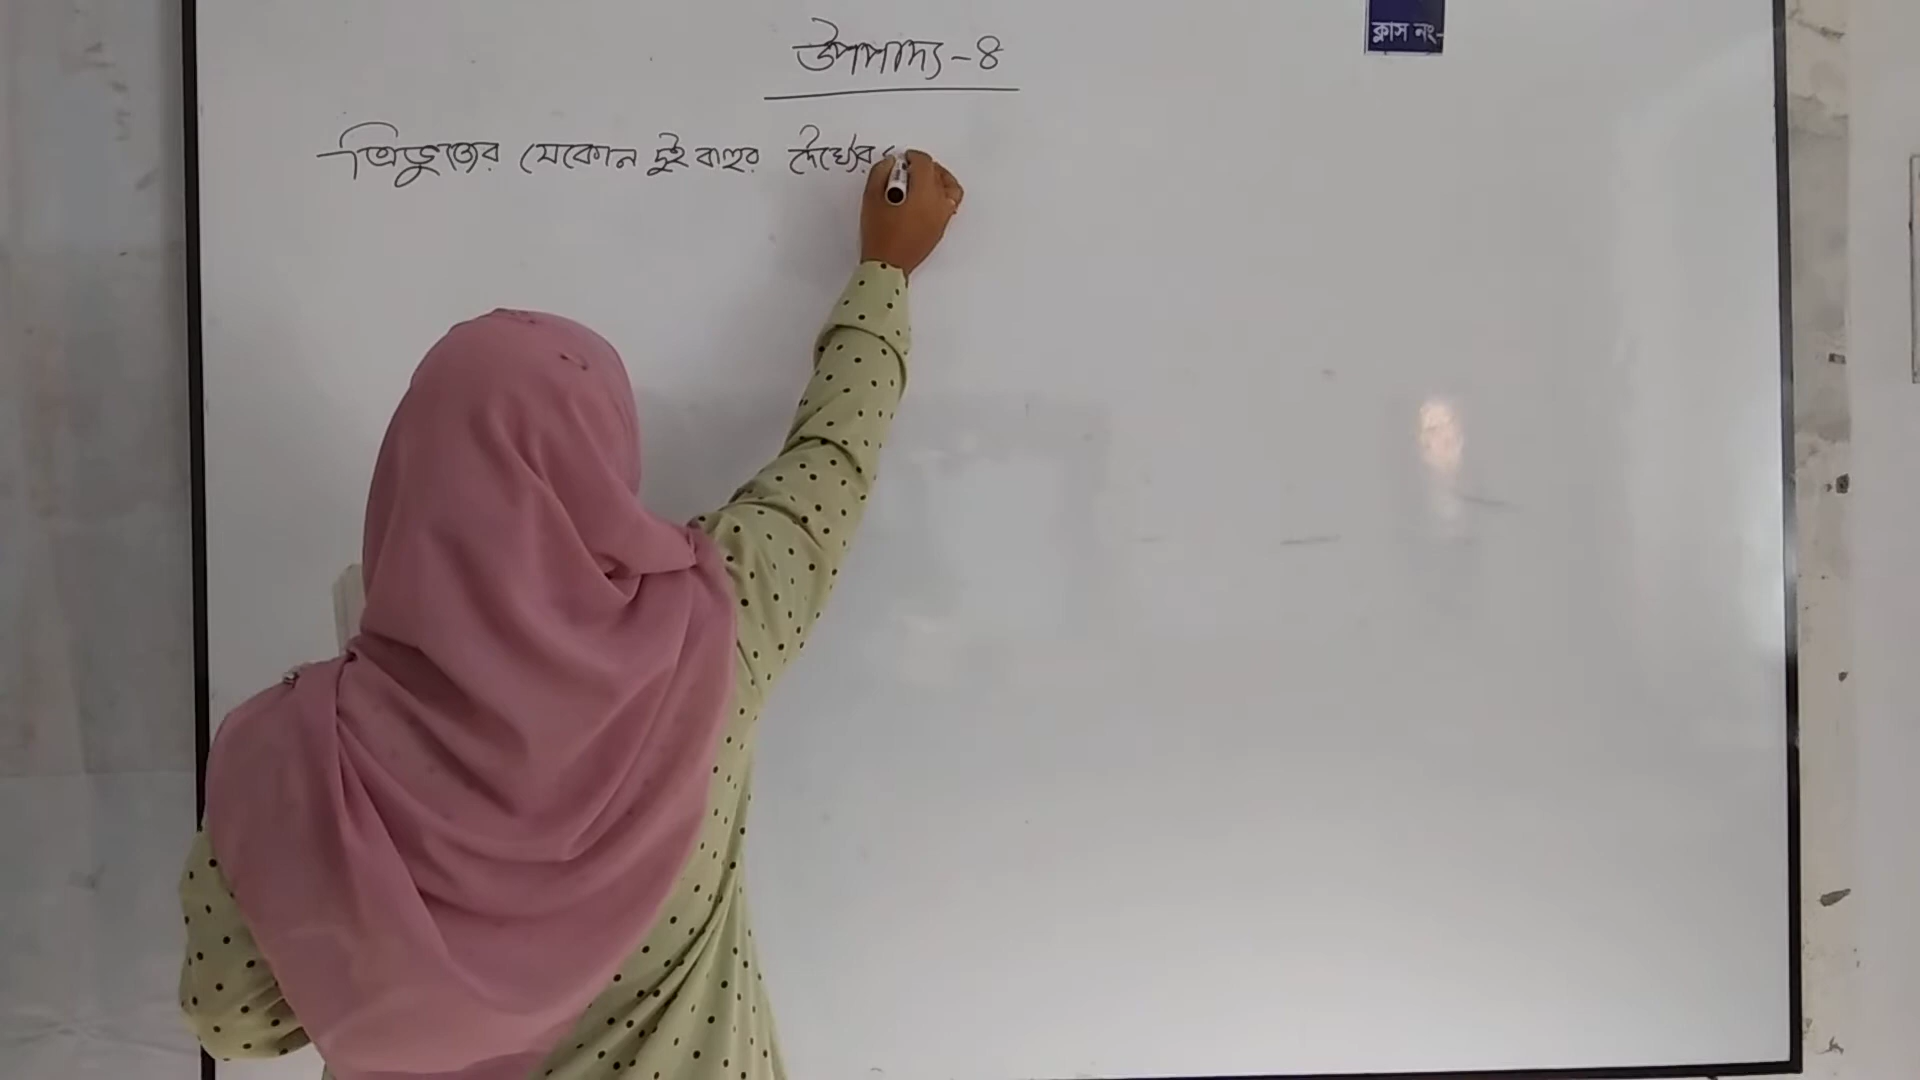 উপপাদ্য-৪
ক্লাস নং-
ত্রিভুজের যেকোন দুই বাহুর দৈর্ঘ্যের